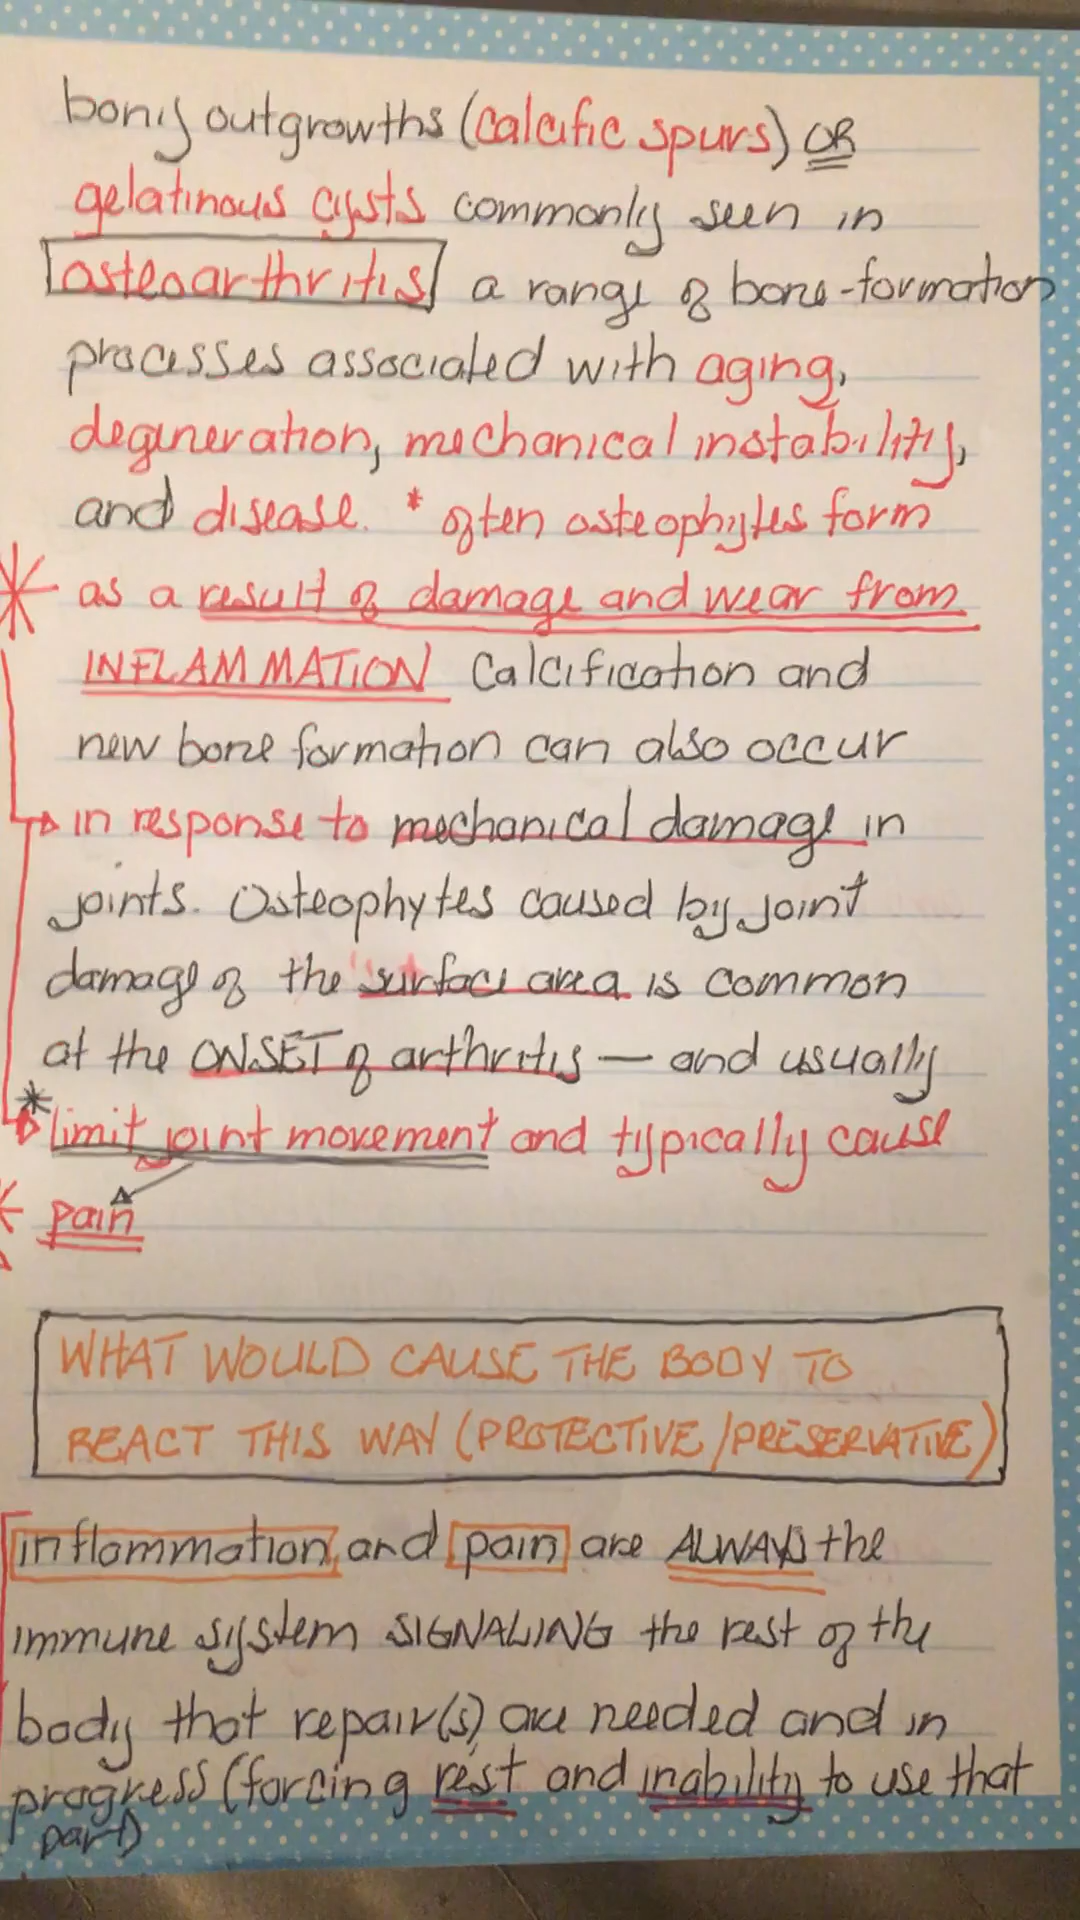 bony outgrowths (calcific spurs) OR
gelatinous cysts commonly seen in
osteoarthritis a range of bone-formation
processes associated with aging,
degeneration, mechanical instability,
and disease. * often osteophytes form
as a result of damage and wear from
INFLAMMATION Calcification and
new bone formation can also occur
in response to mechanical damage in
joints. Osteophytes caused by joint
damage of the surface area is common
at the ONSET of arthritis — and usually
* limit joint movement and typically cause
pain
WHAT WOULD CAUSE THE BODY TO
REACT THIS WAY (PROTECTIVE/PRESERVATIVE)
inflammation and pain are ALWAYS the
immune system SIGNALING the rest of the
body that repair(s) are needed and in
progress (forcing rest and inability to use that
part)